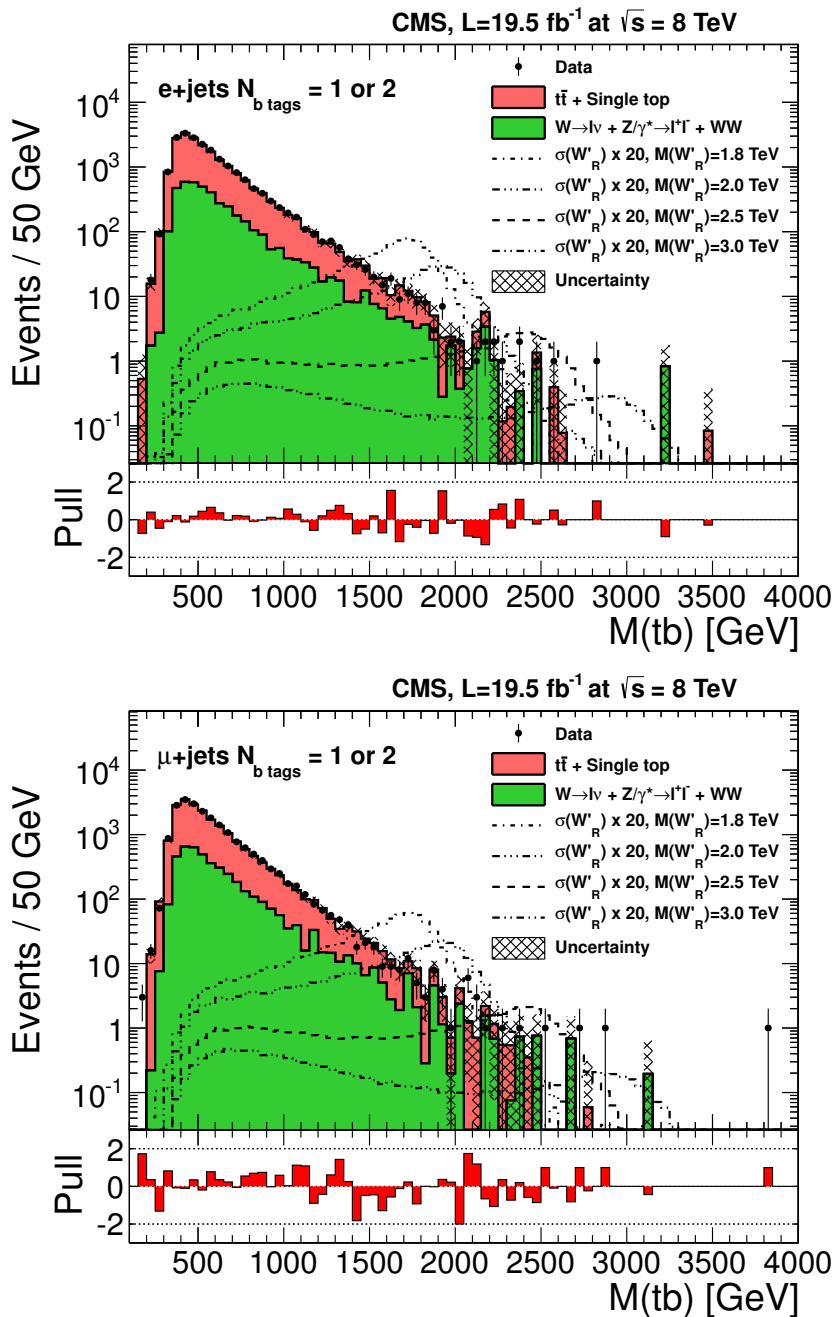 CMS, L=19.5 fb⁻¹ at √s = 8 TeV
e+jets N_b tags = 1 or 2
Data
tt̄ + Single top
W→lν + Z/γ*→l⁺l⁻ + WW
σ(W'_R) x 20, M(W'_R)=1.8 TeV
σ(W'_R) x 20, M(W'_R)=2.0 TeV
σ(W'_R) x 20, M(W'_R)=2.5 TeV
σ(W'_R) x 20, M(W'_R)=3.0 TeV
Uncertainty
Events / 50 GeV
10⁴
10³
10²
10
1
10⁻¹
Pull
2
0
-2
500 1000 1500 2000 2500 3000 3500 4000
M(tb) [GeV]
CMS, L=19.5 fb⁻¹ at √s = 8 TeV
μ+jets N_b tags = 1 or 2
Data
tt̄ + Single top
W→lν + Z/γ*→l⁺l⁻ + WW
σ(W'_R) x 20, M(W'_R)=1.8 TeV
σ(W'_R) x 20, M(W'_R)=2.0 TeV
σ(W'_R) x 20, M(W'_R)=2.5 TeV
σ(W'_R) x 20, M(W'_R)=3.0 TeV
Uncertainty
Events / 50 GeV
10⁴
10³
10²
10
1
10⁻¹
Pull
2
0
-2
500 1000 1500 2000 2500 3000 3500 4000
M(tb) [GeV]